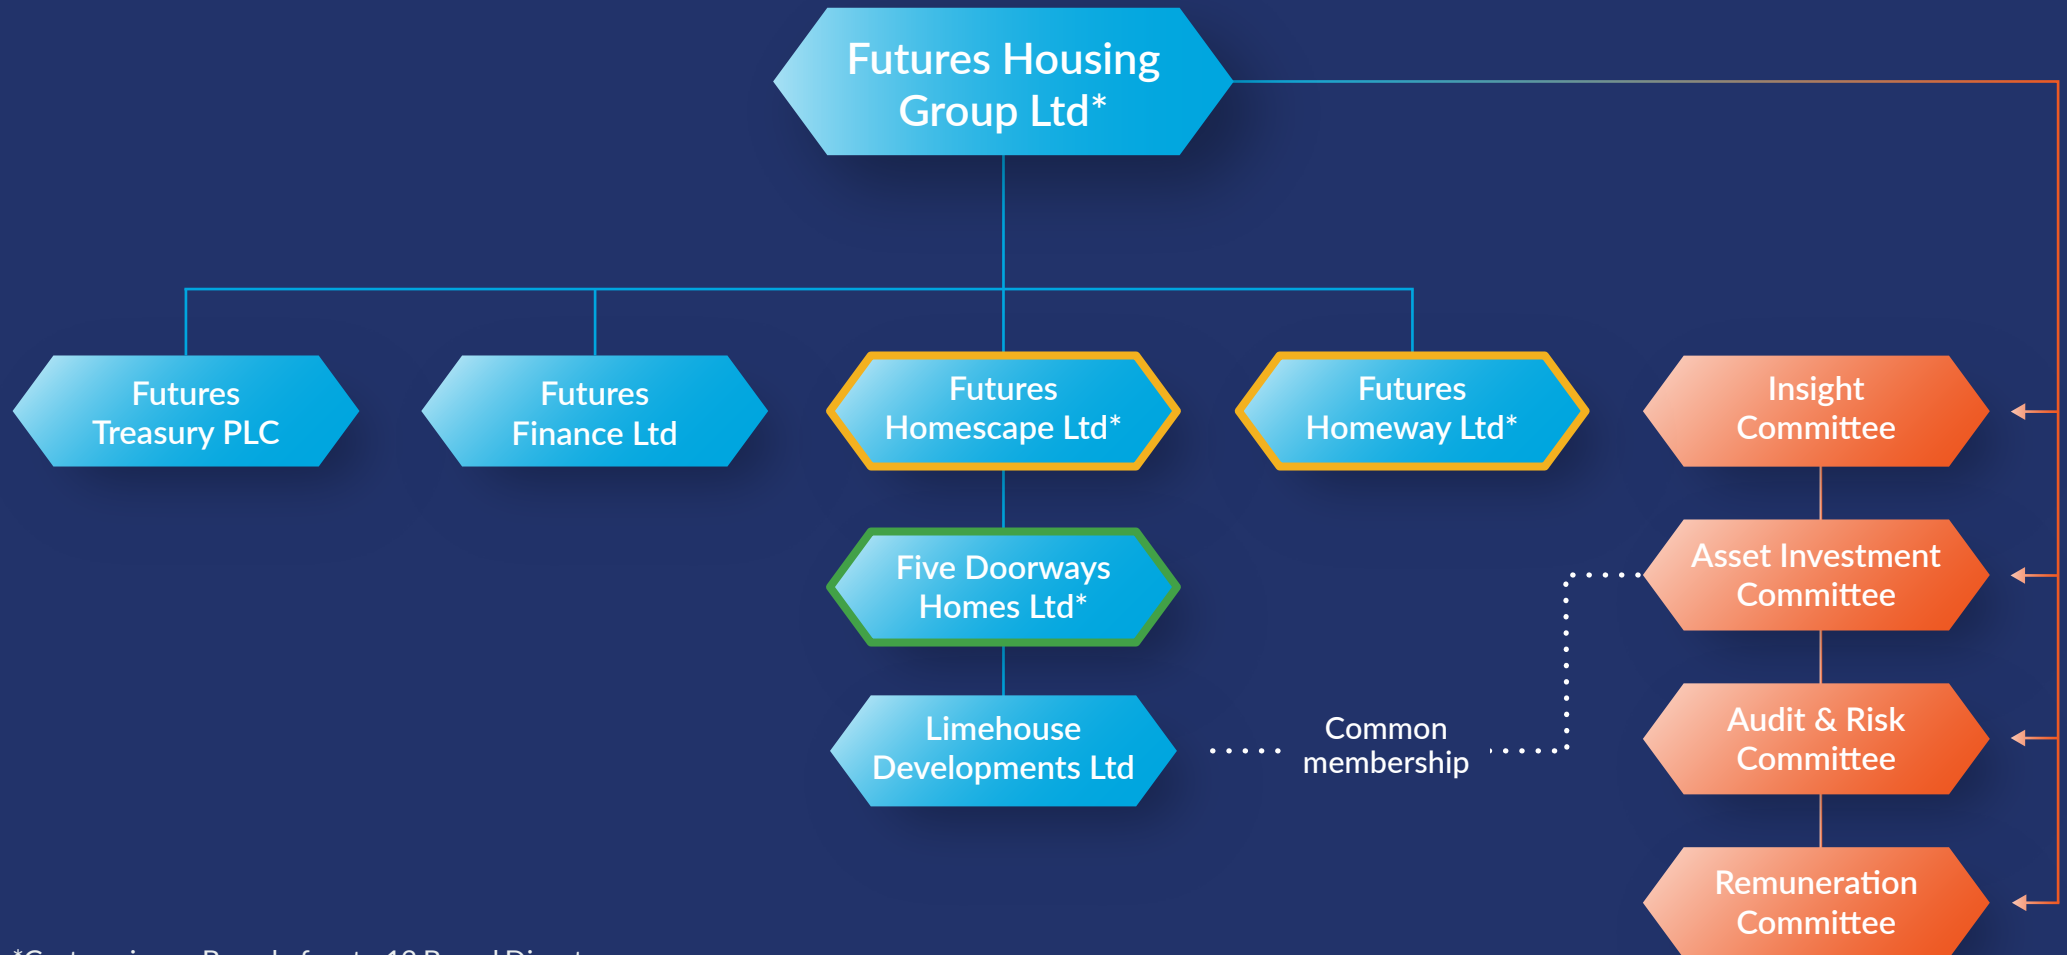 Futures Housing
Group Ltd*
Futures
Treasury PLC
Futures
Finance Ltd
Futures
Homescape Ltd*
Futures
Homeway Ltd*
Insight
Committee
Five Doorways
Homes Ltd*
Asset Investment
Committee
Limehouse
Developments Ltd
Common
membership
Audit & Risk
Committee
Remuneration
Committee